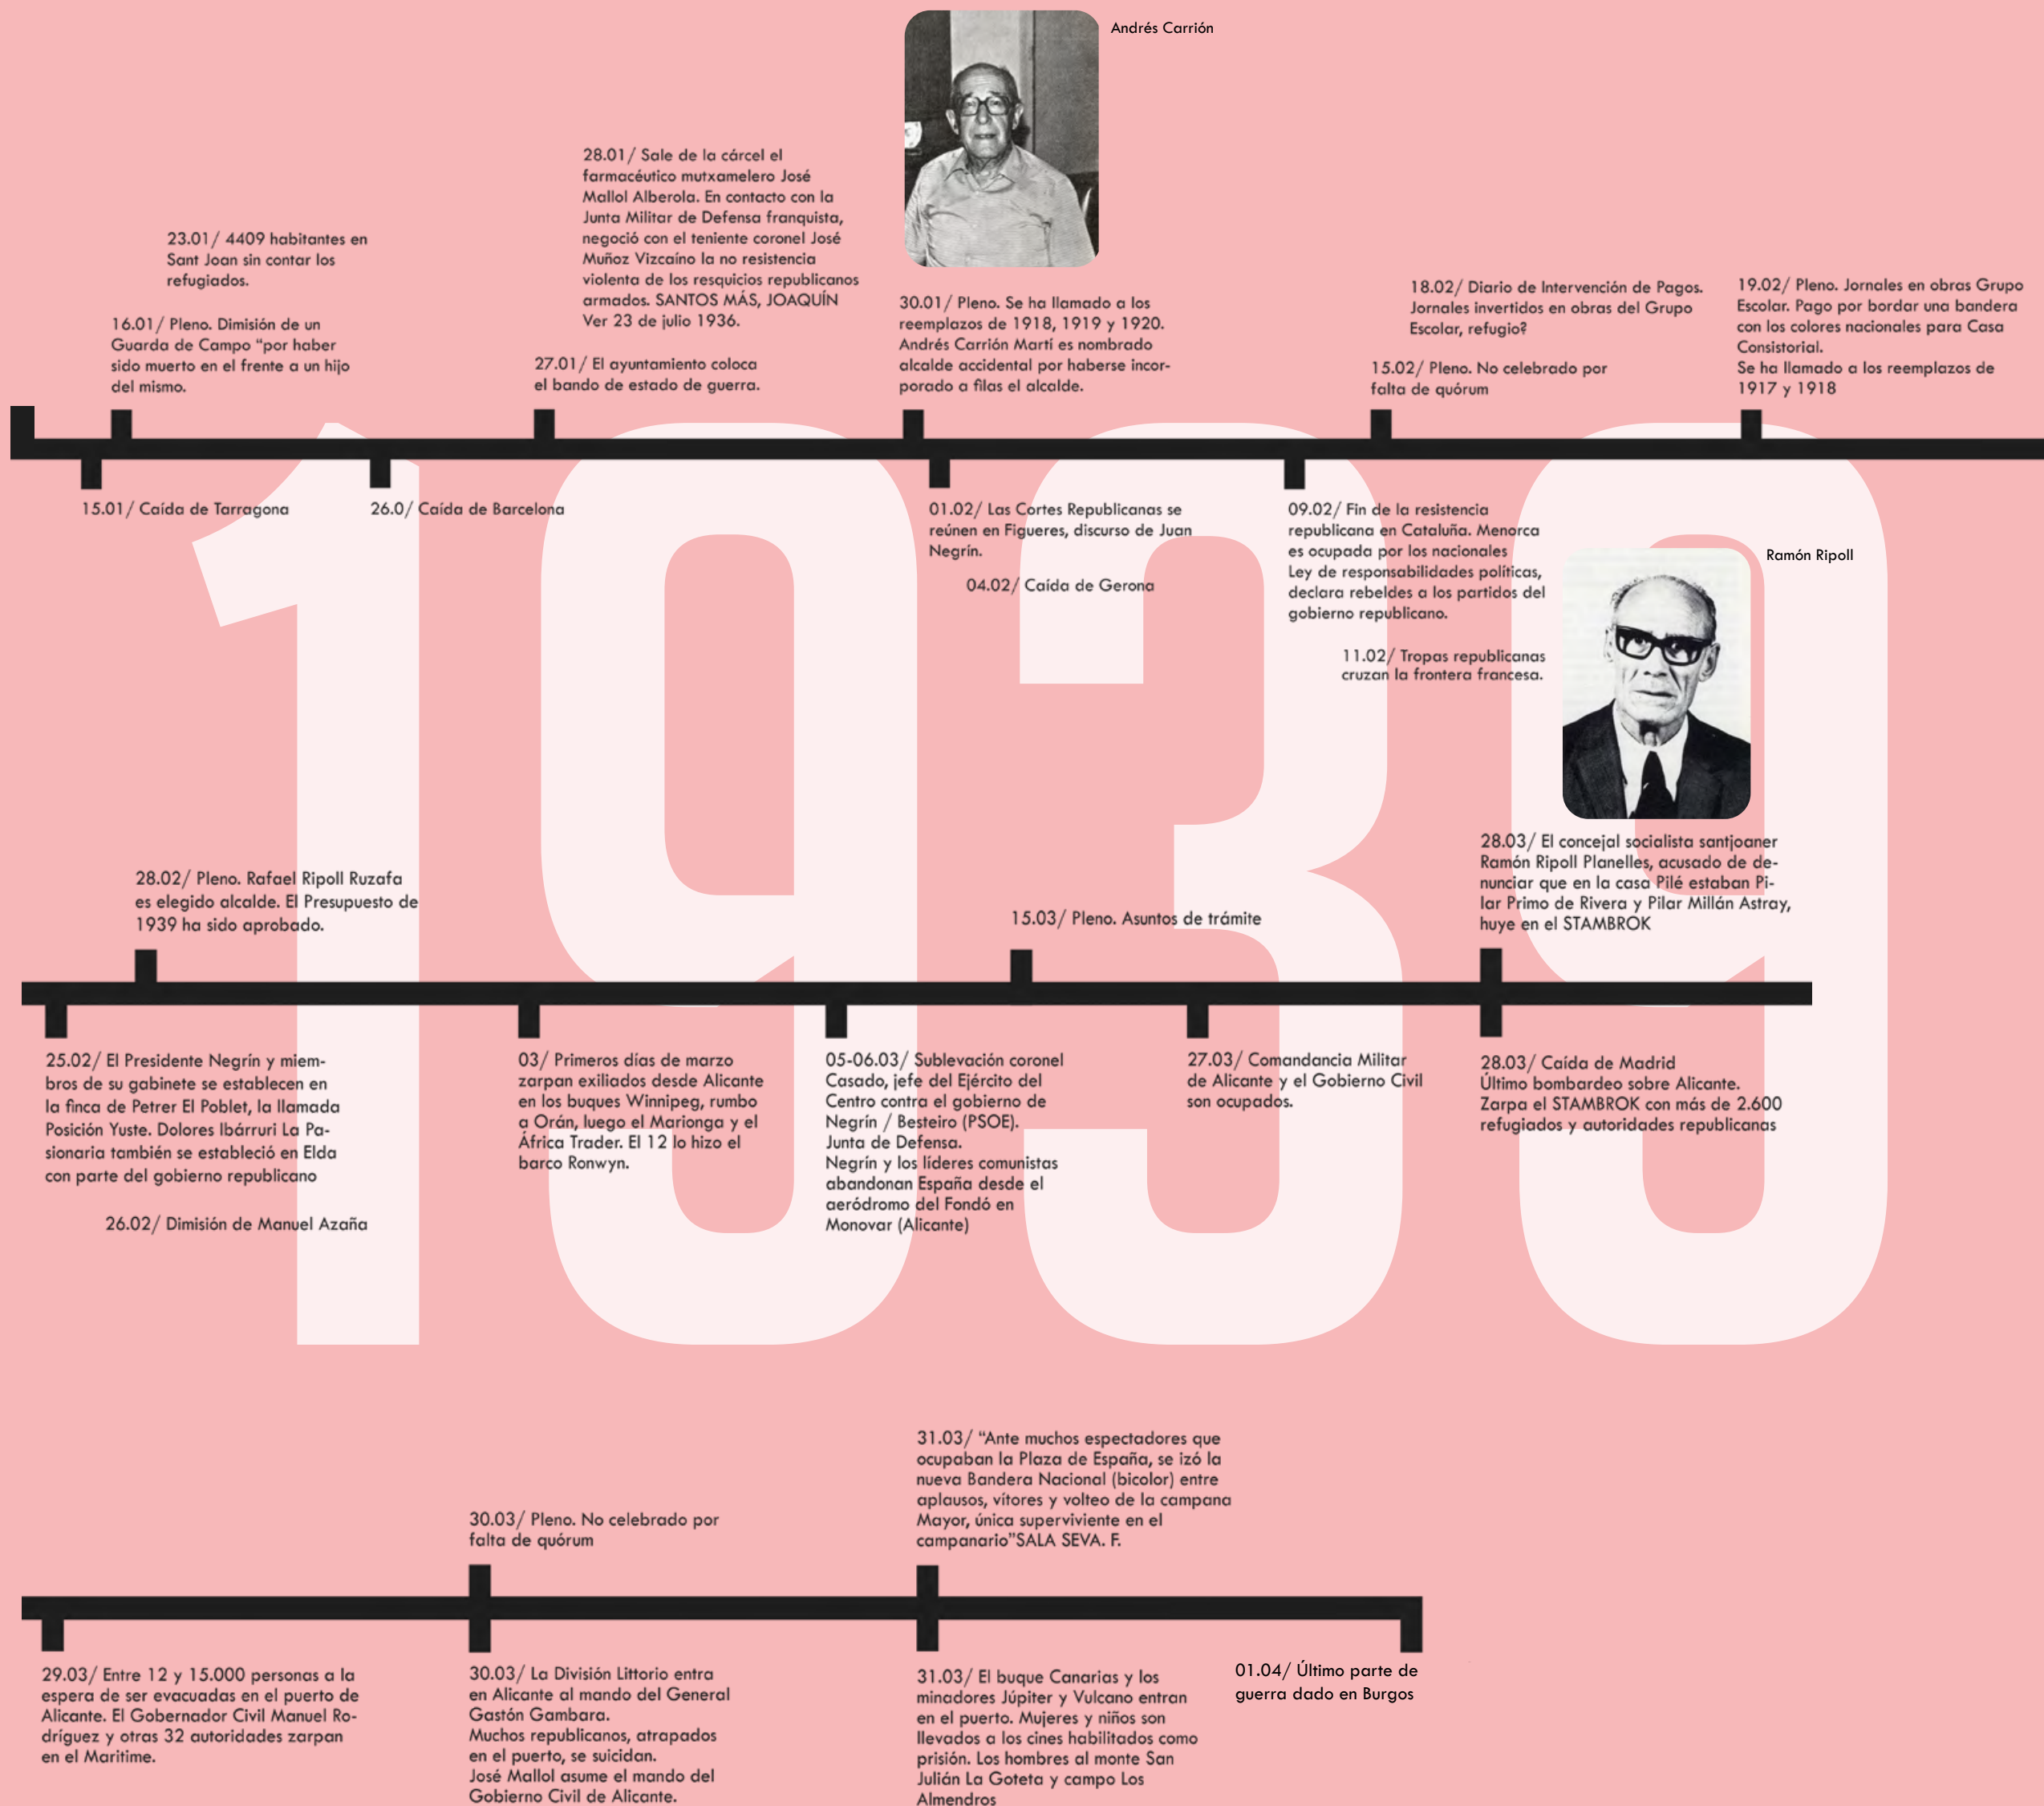 Andrés Carrión
28.01/ Sale de la cárcel el
farmacéutico mutxamelero José
Mallol Alberola. En contacto con la
Junta Militar de Defensa franquista,
negoció con el teniente coronel José
Muñoz Vizcaíno la no resistencia
violenta de los resquicios republicanos
armados. SANTOS MÁS, JOAQUÍN
Ver 23 de julio 1936.
23.01/ 4409 habitantes en
Sant Joan sin contar los
refugiados.
16.01/ Pleno. Dimisión de un
Guarda de Campo “por haber
sido muerto en el frente a un hijo
del mismo.
27.01/ El ayuntamiento coloca
el bando de estado de guerra.
30.01/ Pleno. Se ha llamado a los
reemplazos de 1918, 1919 y 1920.
Andrés Carrión Martí es nombrado
alcalde accidental por haberse incor-
porado a filas el alcalde.
18.02/ Diario de Intervención de Pagos.
Jornales invertidos en obras del Grupo
Escolar, refugio?
15.02/ Pleno. No celebrado por
falta de quórum
19.02/ Pleno. Jornales en obras Grupo
Escolar. Pago por bordar una bandera
con los colores nacionales para Casa
Consistorial.
Se ha llamado a los reemplazos de
1917 y 1918
1939
15.01/ Caída de Tarragona
26.0/ Caída de Barcelona
01.02/ Las Cortes Republicanas se
reúnen en Figueres, discurso de Juan
Negrín.
04.02/ Caída de Gerona
09.02/ Fin de la resistencia
republicana en Cataluña. Menorca
es ocupada por los nacionales
Ley de responsabilidades políticas,
declara rebeldes a los partidos del
gobierno republicano.
11.02/ Tropas republicanas
cruzan la frontera francesa.
Ramón Ripoll
28.02/ Pleno. Rafael Ripoll Ruzafa
es elegido alcalde. El Presupuesto de
1939 ha sido aprobado.
15.03/ Pleno. Asuntos de trámite
28.03/ El concejal socialista santjoaner
Ramón Ripoll Planelles, acusado de de-
nunciar que en la casa Pilé estaban Pi-
lar Primo de Rivera y Pilar Millán Astray,
huye en el STAMBROK
25.02/ El Presidente Negrín y miem-
bros de su gabinete se establecen en
la finca de Petrer El Poblet, la llamada
Posición Yuste. Dolores Ibárruri La Pa-
sionaria también se estableció en Elda
con parte del gobierno republicano
26.02/ Dimisión de Manuel Azaña
03/ Primeros días de marzo
zarpan exiliados desde Alicante
en los buques Winnipeg, rumbo
a Orán, luego el Marionga y el
África Trader. El 12 lo hizo el
barco Ronwyn.
05-06.03/ Sublevación coronel
Casado, jefe del Ejército del
Centro contra el gobierno de
Negrín / Besteiro (PSOE).
Junta de Defensa.
Negrín y los líderes comunistas
abandonan España desde el
aeródromo del Fondó en
Monovar (Alicante)
27.03/ Comandancia Militar
de Alicante y el Gobierno Civil
son ocupados.
28.03/ Caída de Madrid
Último bombardeo sobre Alicante.
Zarpa el STAMBROK con más de 2.600
refugiados y autoridades republicanas
30.03/ Pleno. No celebrado por
falta de quórum
31.03/ “Ante muchos espectadores que
ocupaban la Plaza de España, se izó la
nueva Bandera Nacional (bicolor) entre
aplausos, vítores y volteo de la campana
Mayor, única superviviente en el
campanario”SALA SEVA. F.
29.03/ Entre 12 y 15.000 personas a la
espera de ser evacuadas en el puerto de
Alicante. El Gobernador Civil Manuel Ro-
dríguez y otras 32 autoridades zarpan
en el Maritime.
30.03/ La División Littorio entra
en Alicante al mando del General
Gastón Gambara.
Muchos republicanos, atrapados
en el puerto, se suicidan.
José Mallol asume el mando del
Gobierno Civil de Alicante.
31.03/ El buque Canarias y los
minadores Júpiter y Vulcano entran
en el puerto. Mujeres y niños son
llevados a los cines habilitados como
prisión. Los hombres al monte San
Julián La Goteta y campo Los
Almendros
01.04/ Último parte de
guerra dado en Burgos